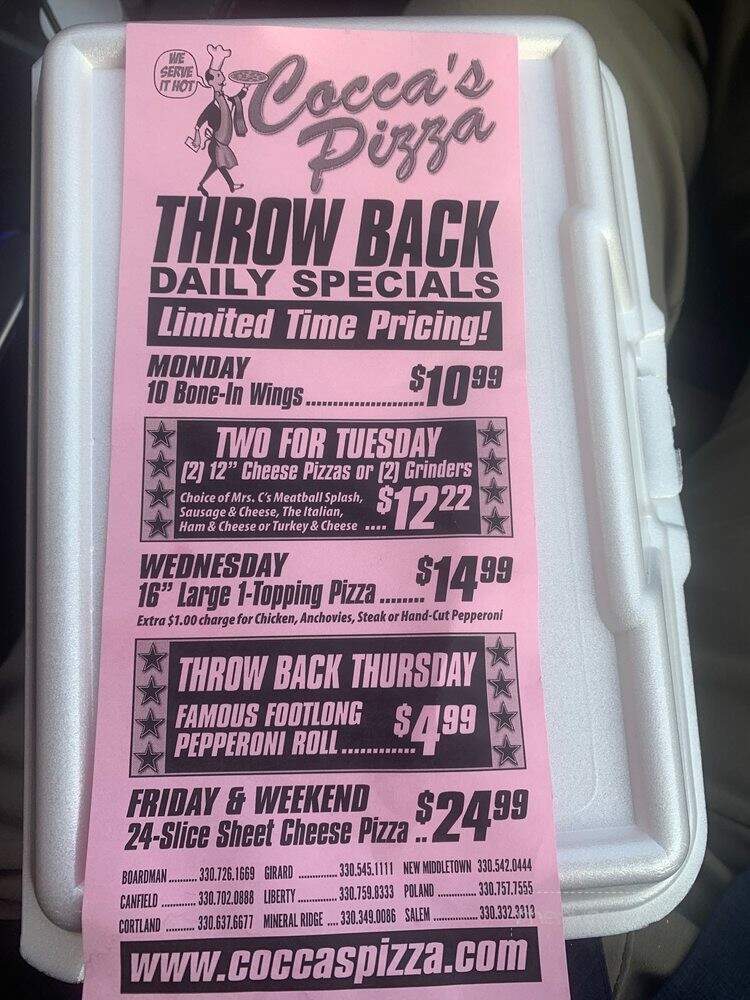 WE
SERVE
IT HOT
Cocca's
Pizza
THROW BACK
DAILY SPECIALS
Limited Time Pricing!
MONDAY
10 Bone-In Wings........................ $10.99
TWO FOR TUESDAY
(2) 12” Cheese Pizzas or (2) Grinders
Choice of Mrs. C's Meatball Splash,
Sausage & Cheese, The Italian,
Ham & Cheese or Turkey & Cheese .... $12.22
WEDNESDAY
16” Large 1-Topping Pizza ........ $14.99
Extra $1.00 charge for Chicken, Anchovies, Steak or Hand-Cut Pepperoni
THROW BACK THURSDAY
FAMOUS FOOTLONG
PEPPERONI ROLL............ $4.99
FRIDAY & WEEKEND
24-Slice Sheet Cheese Pizza .. $24.99
BOARDMAN .......... 330.726.1669 GIRARD .............. 330.545.1111 NEW MIDDLETOWN 330.542.0444
CANFIELD ........... 330.702.0888 LIBERTY.............. 330.759.8333 POLAND ............... 330.757.7555
CORTLAND .......... 330.637.6677 MINERAL RIDGE .... 330.349.0086 SALEM ................ 330.332.3313
www.coccaspizza.com